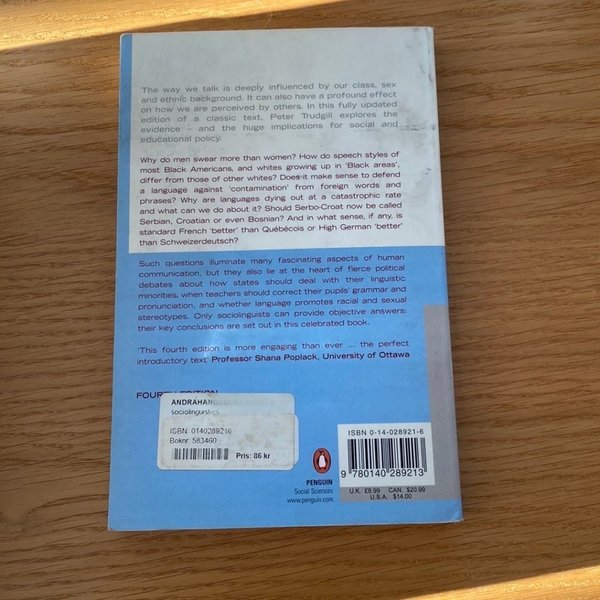 The way we talk is deeply influenced by our class, sex
and ethnic background. It can also have a profound effect
on how we are perceived by others. In this fully updated
edition of a classic text, Peter Trudgill explores the
evidence – and the huge implications for social and
educational policy.
Why do men swear more than women? How do speech styles of
most Black Americans, and whites growing up in 'Black areas',
differ from those of other whites? Does it make sense to defend
a language against 'contamination' from foreign words and
phrases? Why are languages dying out at a catastrophic rate
and what can we do about it? Should Serbo-Croat now be called
Serbian, Croatian or even Bosnian? And in what sense, if any, is
standard French 'better' than Québécois or High German 'better'
than Schweizerdeutsch?
Such questions illuminate many fascinating aspects of human
communication, but they also lie at the heart of fierce political
debates about how states should deal with their linguistic
minorities, when teachers should correct their pupils' grammar and
pronunciation, and whether language promotes racial and sexual
stereotypes. Only sociolinguists can provide objective answers:
their key conclusions are set out in this celebrated book.
'This fourth edition is more engaging than ever ... the perfect
introductory text' Professor Shana Poplack, University of Ottawa
FOURTH EDITION
sociolinguistics
ISBN: 0140289216
Boknr: 583460
Pris: 86 kr
PENGUIN
Social Sciences
www.penguin.com
ISBN 0-14-028921-6
9 780140 289213
U.K. £8.99 CAN. $20.99
U.S.A. $14.00